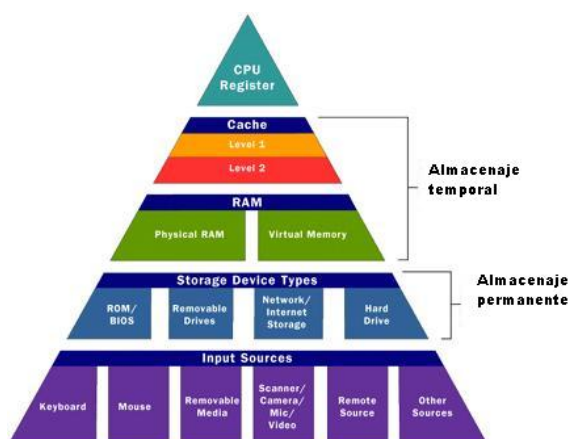 CPU
Register
Cache
Level 1
Level 2
Almacenaje
temporal
RAM
Physical RAM
Virtual Memory
Storage Device Types
ROM/
BIOS
Removable
Drives
Network/
Internet
Storage
Hard
Drive
Almacenaje
permanente
Input Sources
Keyboard
Mouse
Removable
Media
Scanner/
Camera/
Mic/
Video
Remote
Source
Other
Sources